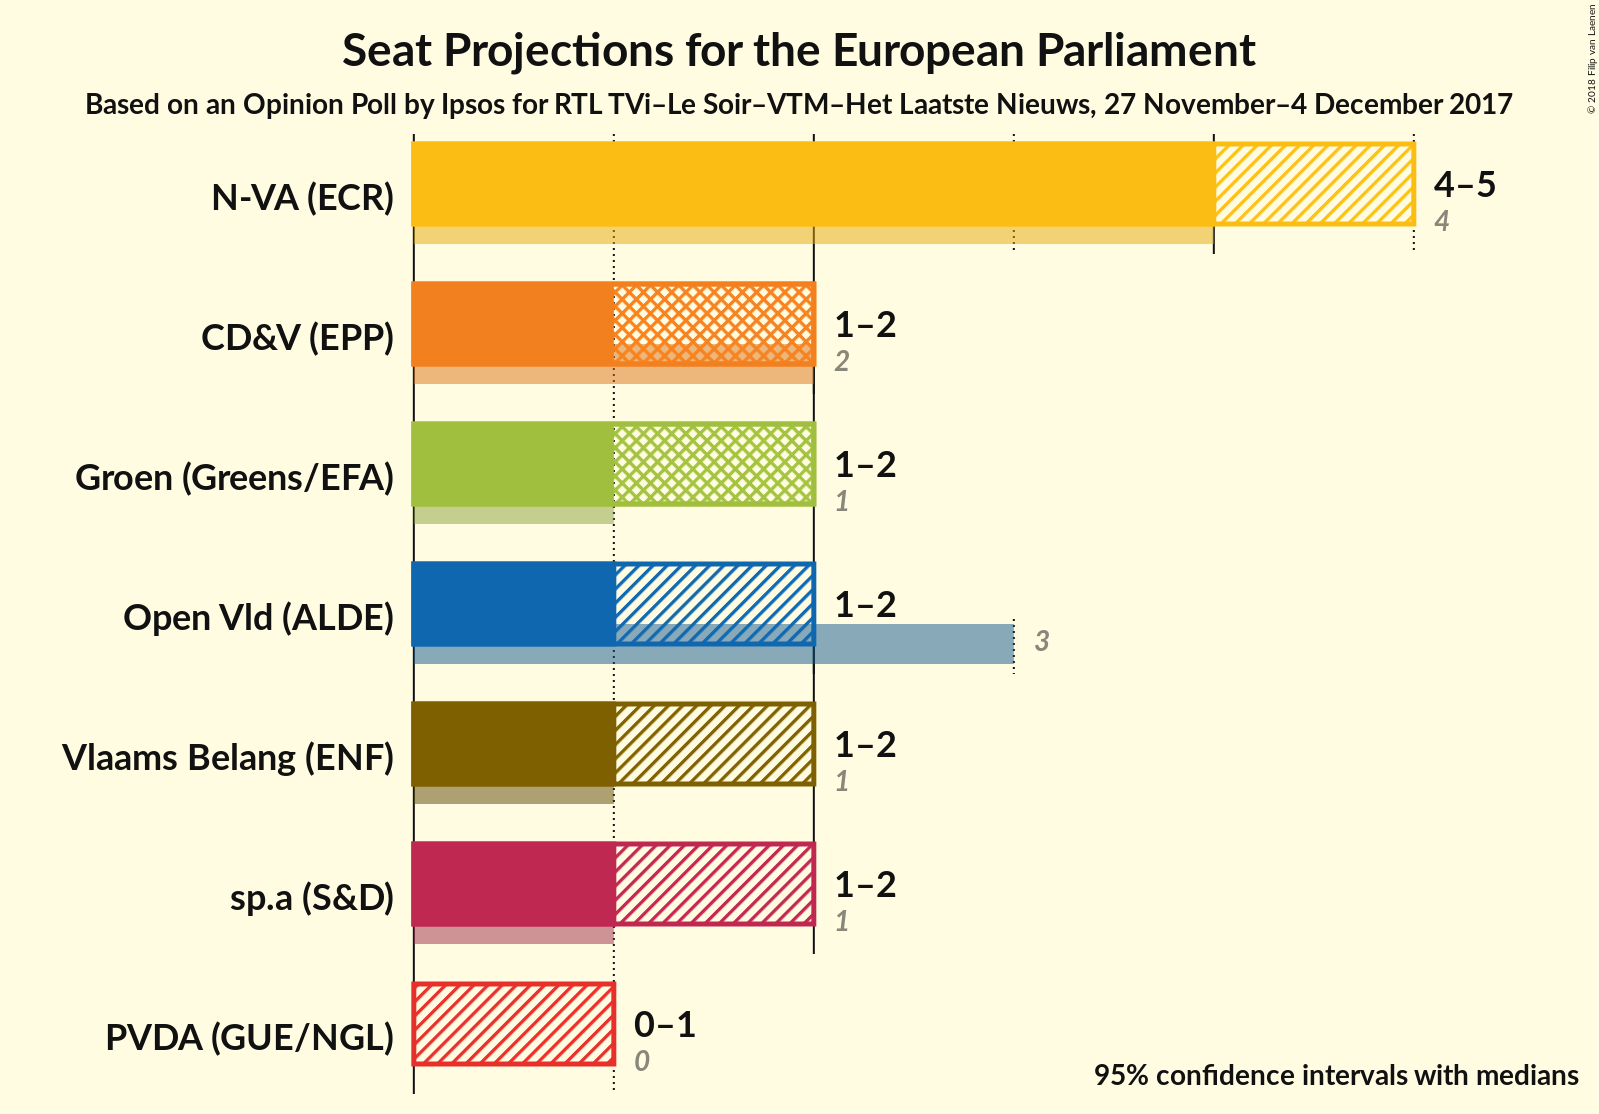 Seat Projections for the European Parliament
Based on an Opinion Poll by Ipsos for RTL TVi–Le Soir–VTM–Het Laatste Nieuws, 27 November–4 December 2017
© 2018 Filip van Laenen
N-VA (ECR)
4–5
4
CD&V (EPP)
1–2
2
Groen (Greens/EFA)
1–2
1
Open Vld (ALDE)
1–2
3
Vlaams Belang (ENF)
1–2
1
sp.a (S&D)
1–2
1
PVDA (GUE/NGL)
0–1
0
95% confidence intervals with medians